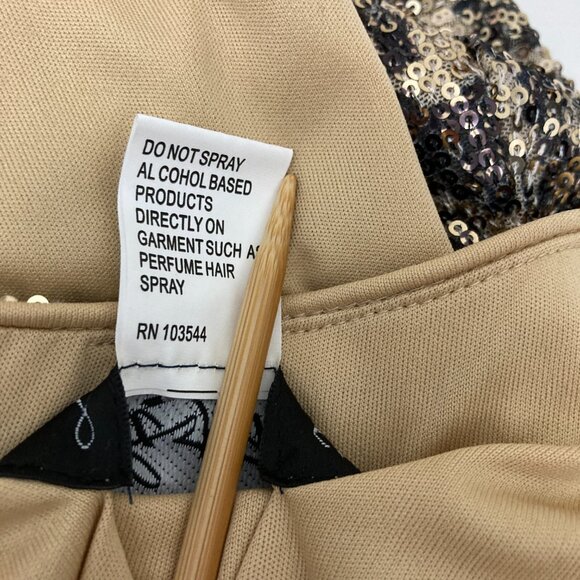 DO NOT SPRAY
AL COHOL BASED
PRODUCTS
DIRECTLY ON
GARMENT SUCH AS
PERFUME HAIR
SPRAY
RN 103544